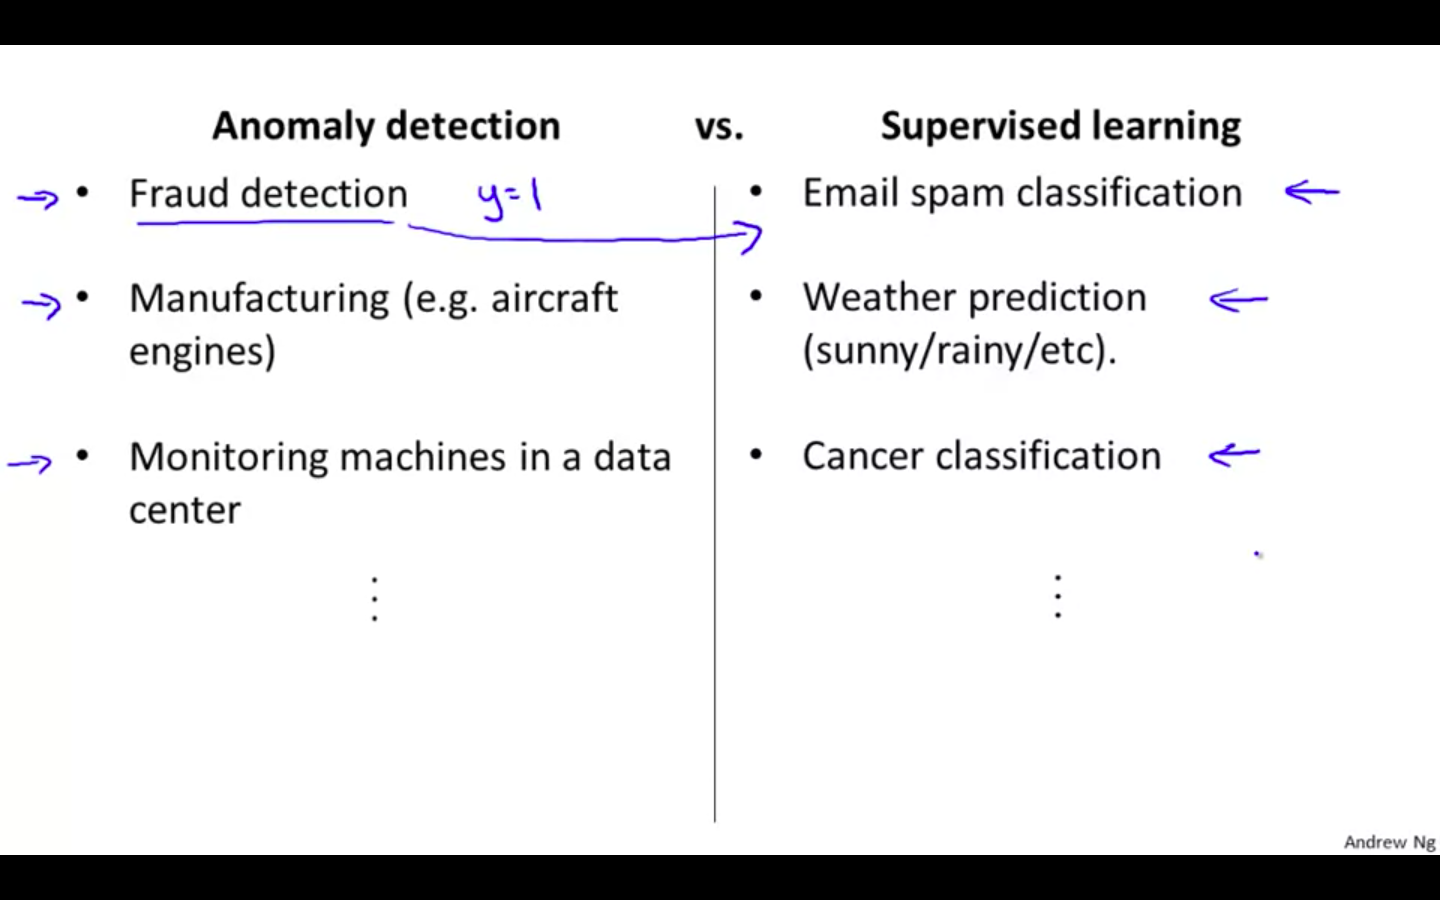 Anomaly detection vs. Supervised learning
• Fraud detection y=1
• Manufacturing (e.g. aircraft
engines)
• Monitoring machines in a data
center
• Email spam classification
• Weather prediction
(sunny/rainy/etc).
• Cancer classification
Andrew Ng